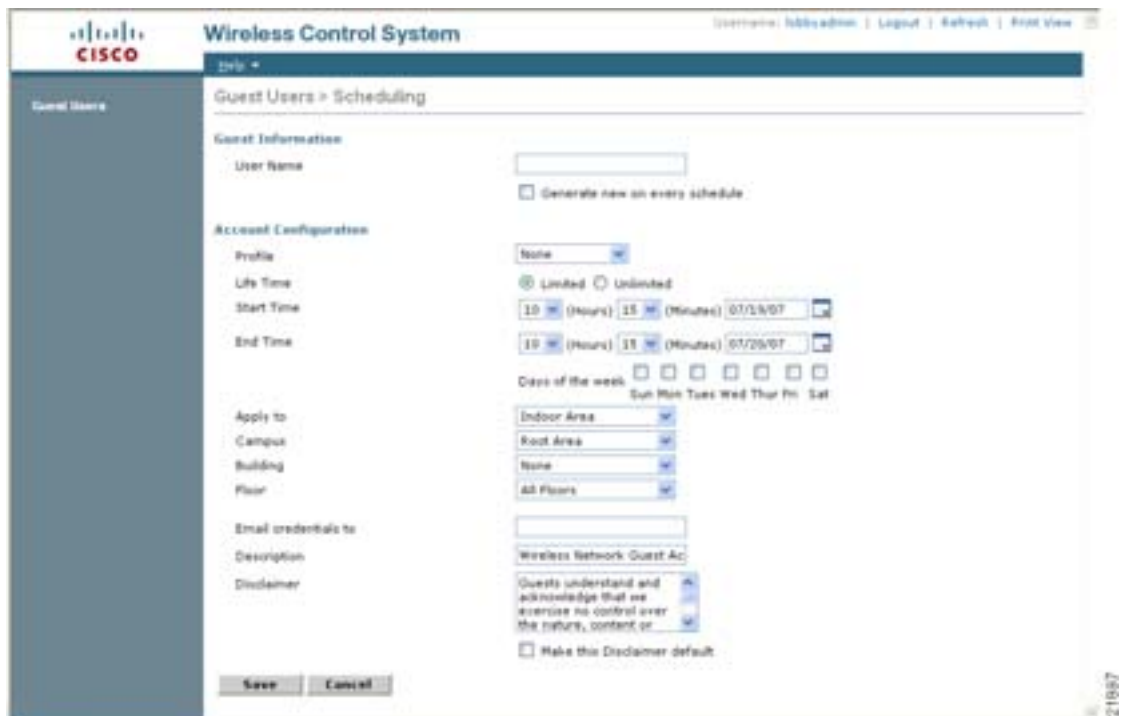 Username: lobbyadmin | Logout | Refresh | Print View
CISCO
Wireless Control System
Help
Guest Users
Guest Users > Scheduling
Guest Information
User Name
Generate new on every schedule
Account Configuration
Profile None
Life Time Limited Unlimited
Start Time 10 (Hours) 15 (Minutes) 07/19/07
End Time 10 (Hours) 15 (Minutes) 07/20/07
Days of the week
Sun Mon Tues Wed Thur Fri Sat
Apply to Indoor Area
Campus Root Area
Building None
Floor All Floors
Email credentials to
Description Wireless Network Guest Ac
Disclaimer Guests understand and
acknowledge that we
exercise no control over
the nature, content or
Make this Disclaimer default
Save Cancel